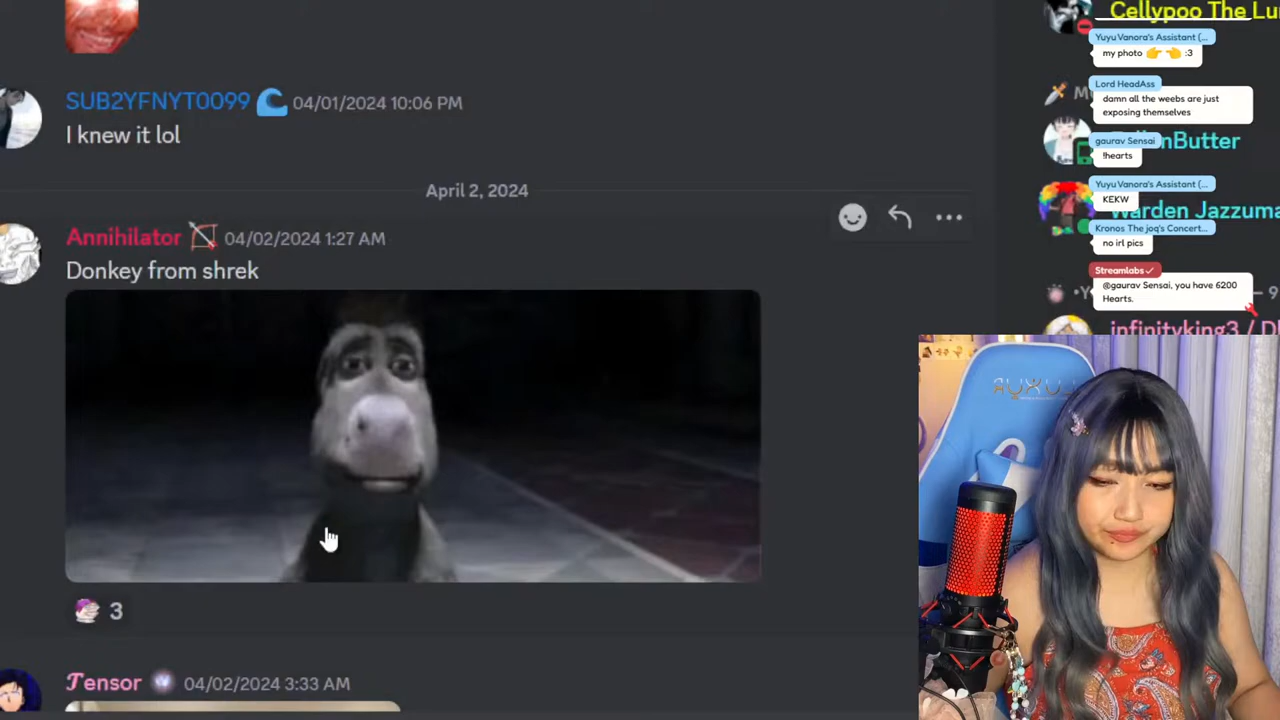 Cellypoo The Lu
Yuyu Vanora's Assistant (...
my photo 👉 👈 :3
SUB2YFNYT0099 🌊 04/01/2024 10:06 PM
I knew it lol
Lord HeadAss
M
damn all the weebs are just
exposing themselves
gaurav Sensai
nButter
!hearts
April 2, 2024
Yuyu Vanora's Assistant (...
KEKW
Warden Jazzuma
Kronos The joq's Concert...
no irl pics
Annihilator 04/02/2024 1:27 AM
Donkey from shrek
Streamlabs ✓
@gaurav Sensai, you have 6200
Hearts.
infinityking3 / D
3
Tensor 04/02/2024 3:33 AM